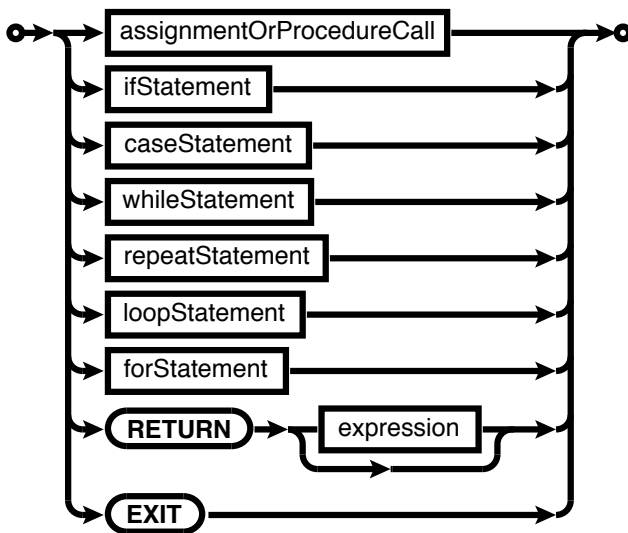 assignmentOrProcedureCall
ifStatement
caseStatement
whileStatement
repeatStatement
loopStatement
forStatement
RETURN expression
EXIT